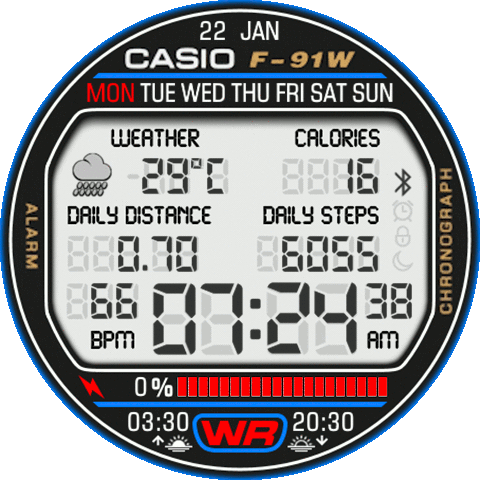 22 JAN
CASIO F-91W
MON TUE WED THU FRI SAT SUN
WEATHER CALORIES
29°C 16
DAILY DISTANCE DAILY STEPS
0.70 6055
66 07:24 38
BPM AM
ALARM
CHRONOGRAPH
0%
03:30 WR 20:30